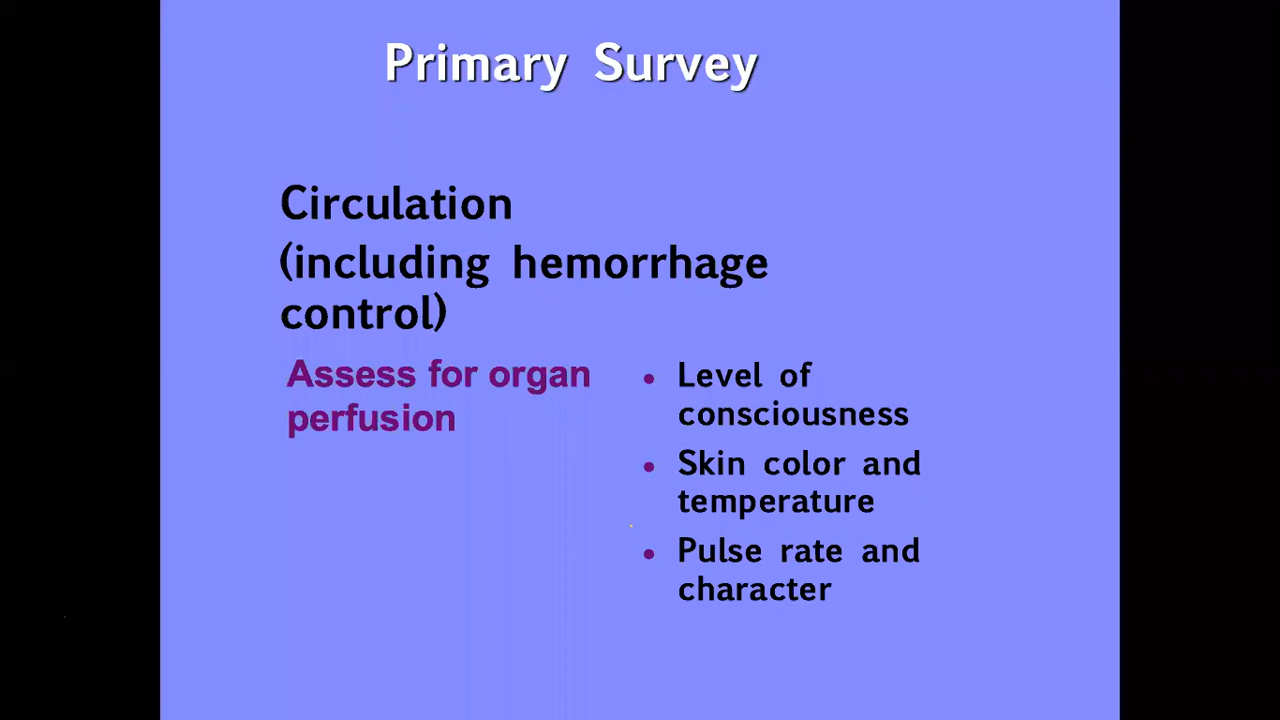 Primary Survey
Circulation
(including hemorrhage
control)
Assess for organ
perfusion
• Level of
consciousness
• Skin color and
temperature
• Pulse rate and
character